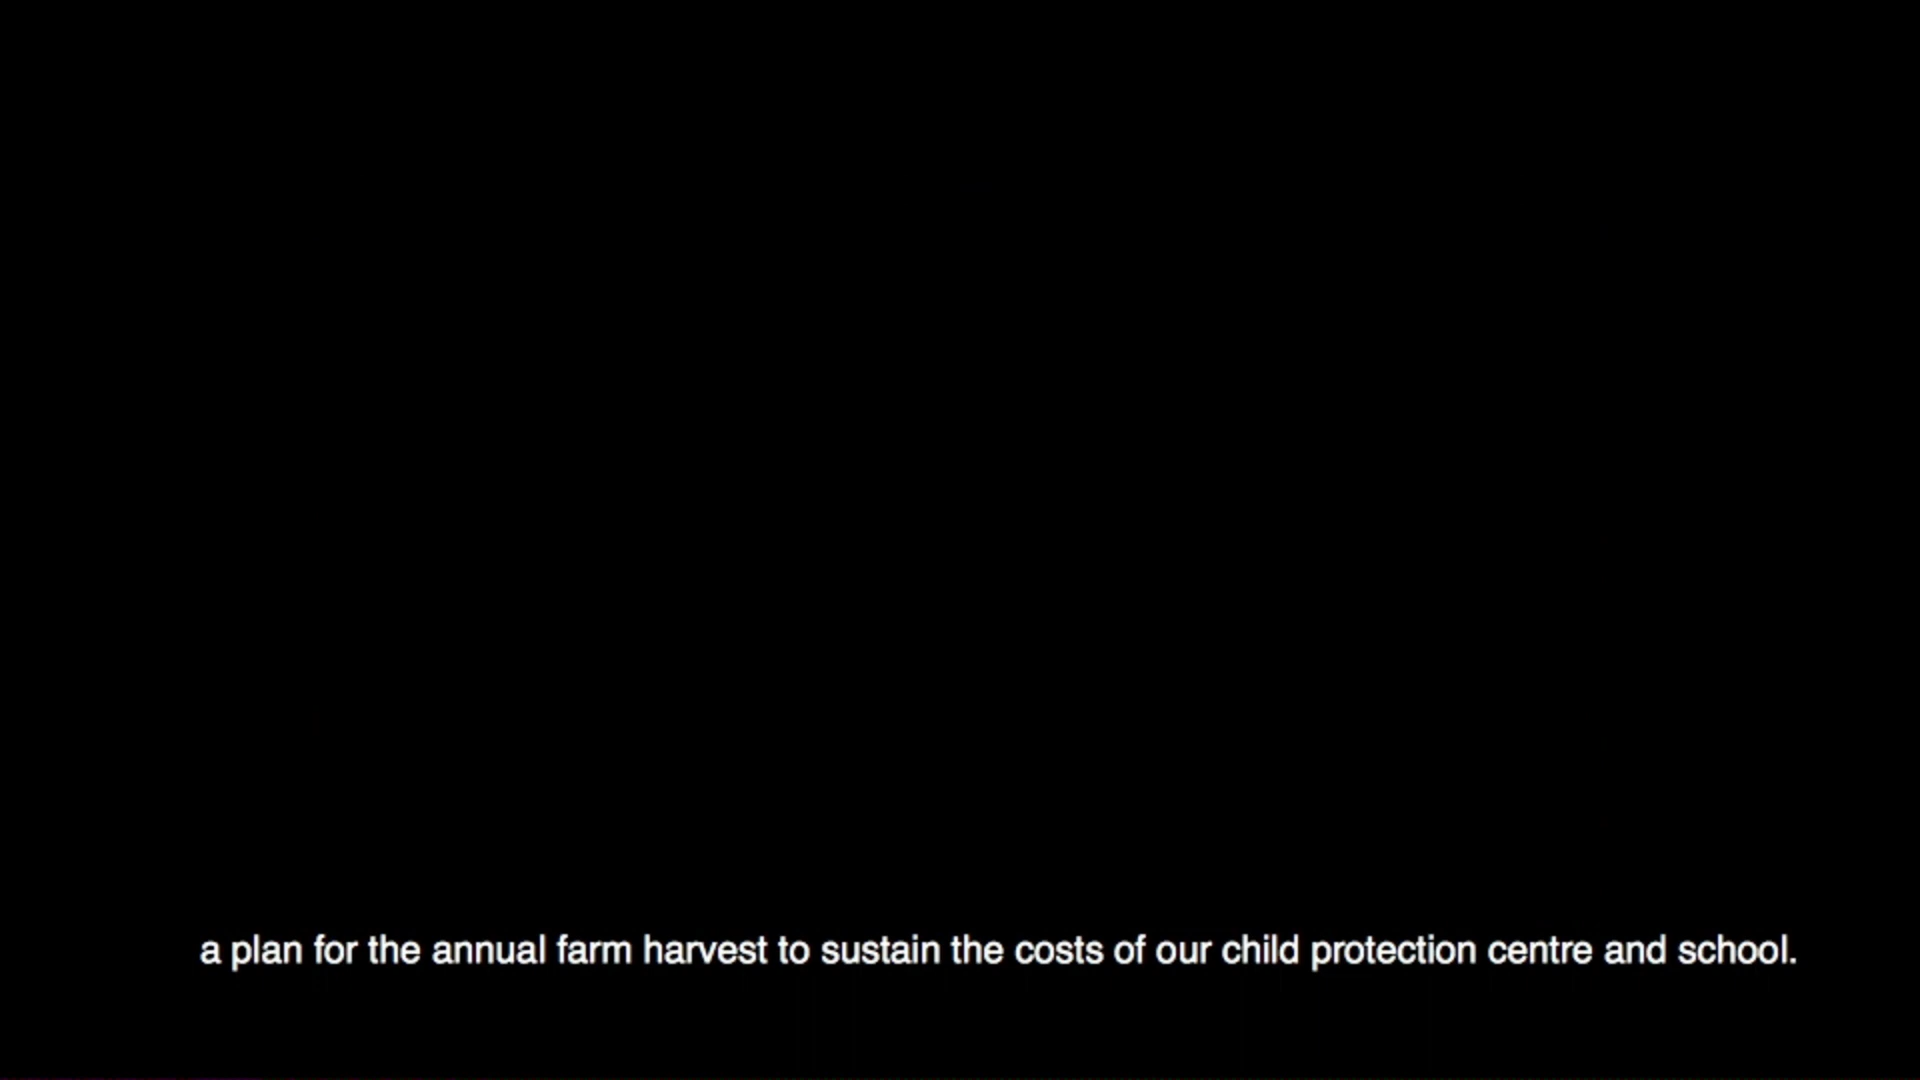 a plan for the annual farm harvest to sustain the costs of our child protection centre and school.